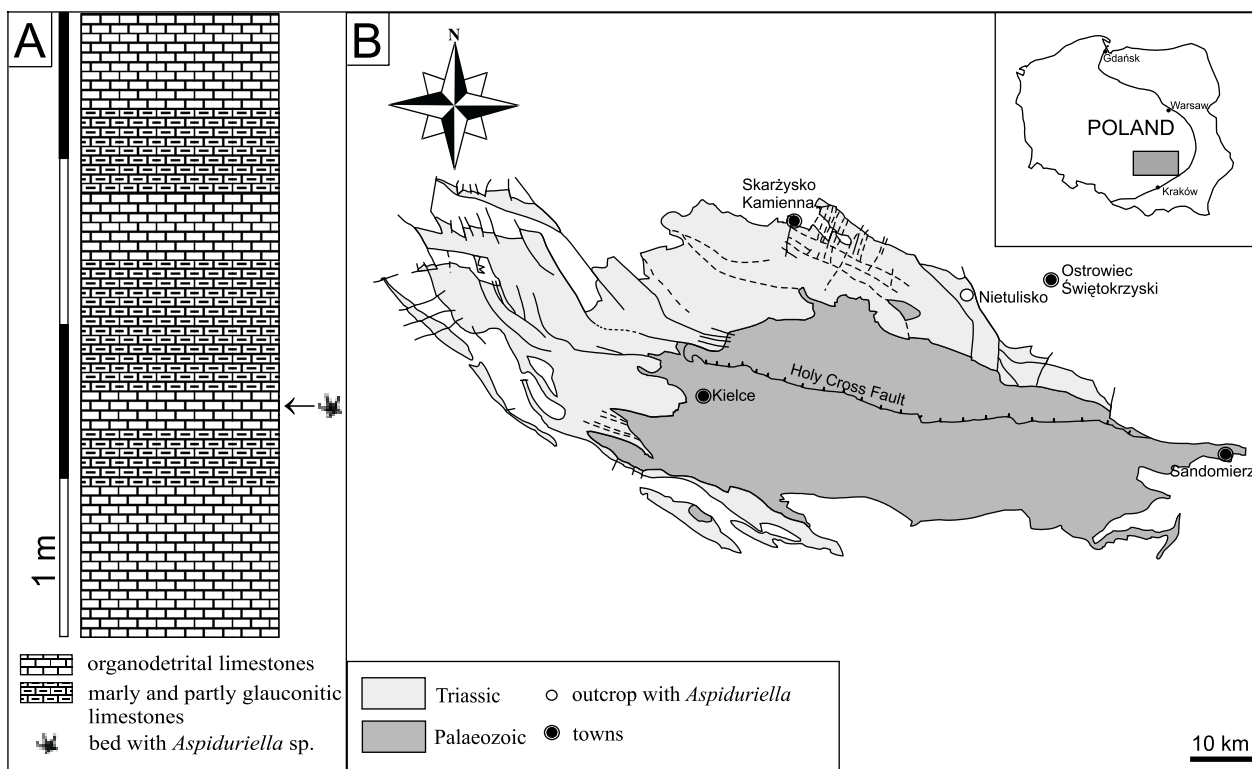 A
1 m
organodetrital limestones
marly and partly glauconitic
limestones
bed with Aspiduriella sp.
B
N
Gdańsk
Warsaw
POLAND
Kraków
Skarżysko
Kamienna
Ostrowiec
Świętokrzyski
Nietulisko
Holy Cross Fault
Kielce
Sandomierz
Triassic
outcrop with Aspiduriella
Palaeozoic
towns
10 km